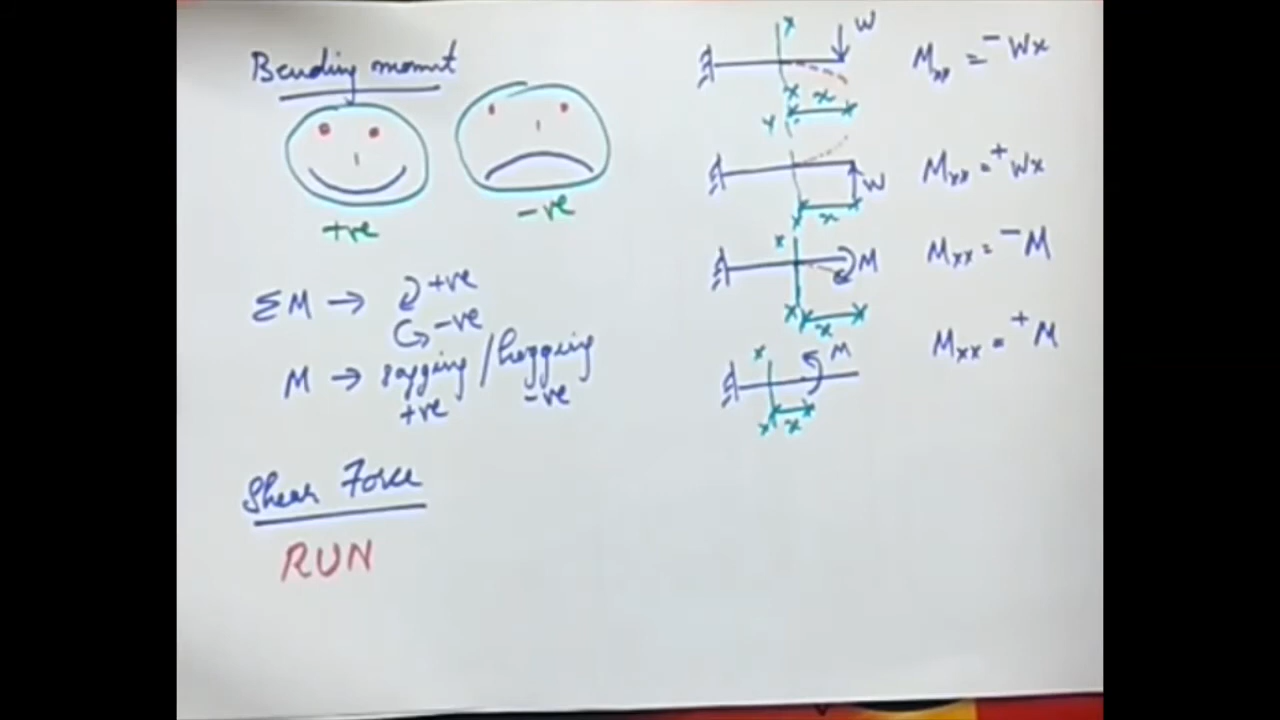 Bending moment
+ve
-ve
ΣM → +ve
-ve
M → sagging / hogging
+ve
-ve
Shear Force
RUN
X
W
X
x
Mxx = -Wx
Y
W
x
Mxx = +Wx
x
M
X
x
Mxx = -M
x
M
x
x
Mxx = +M